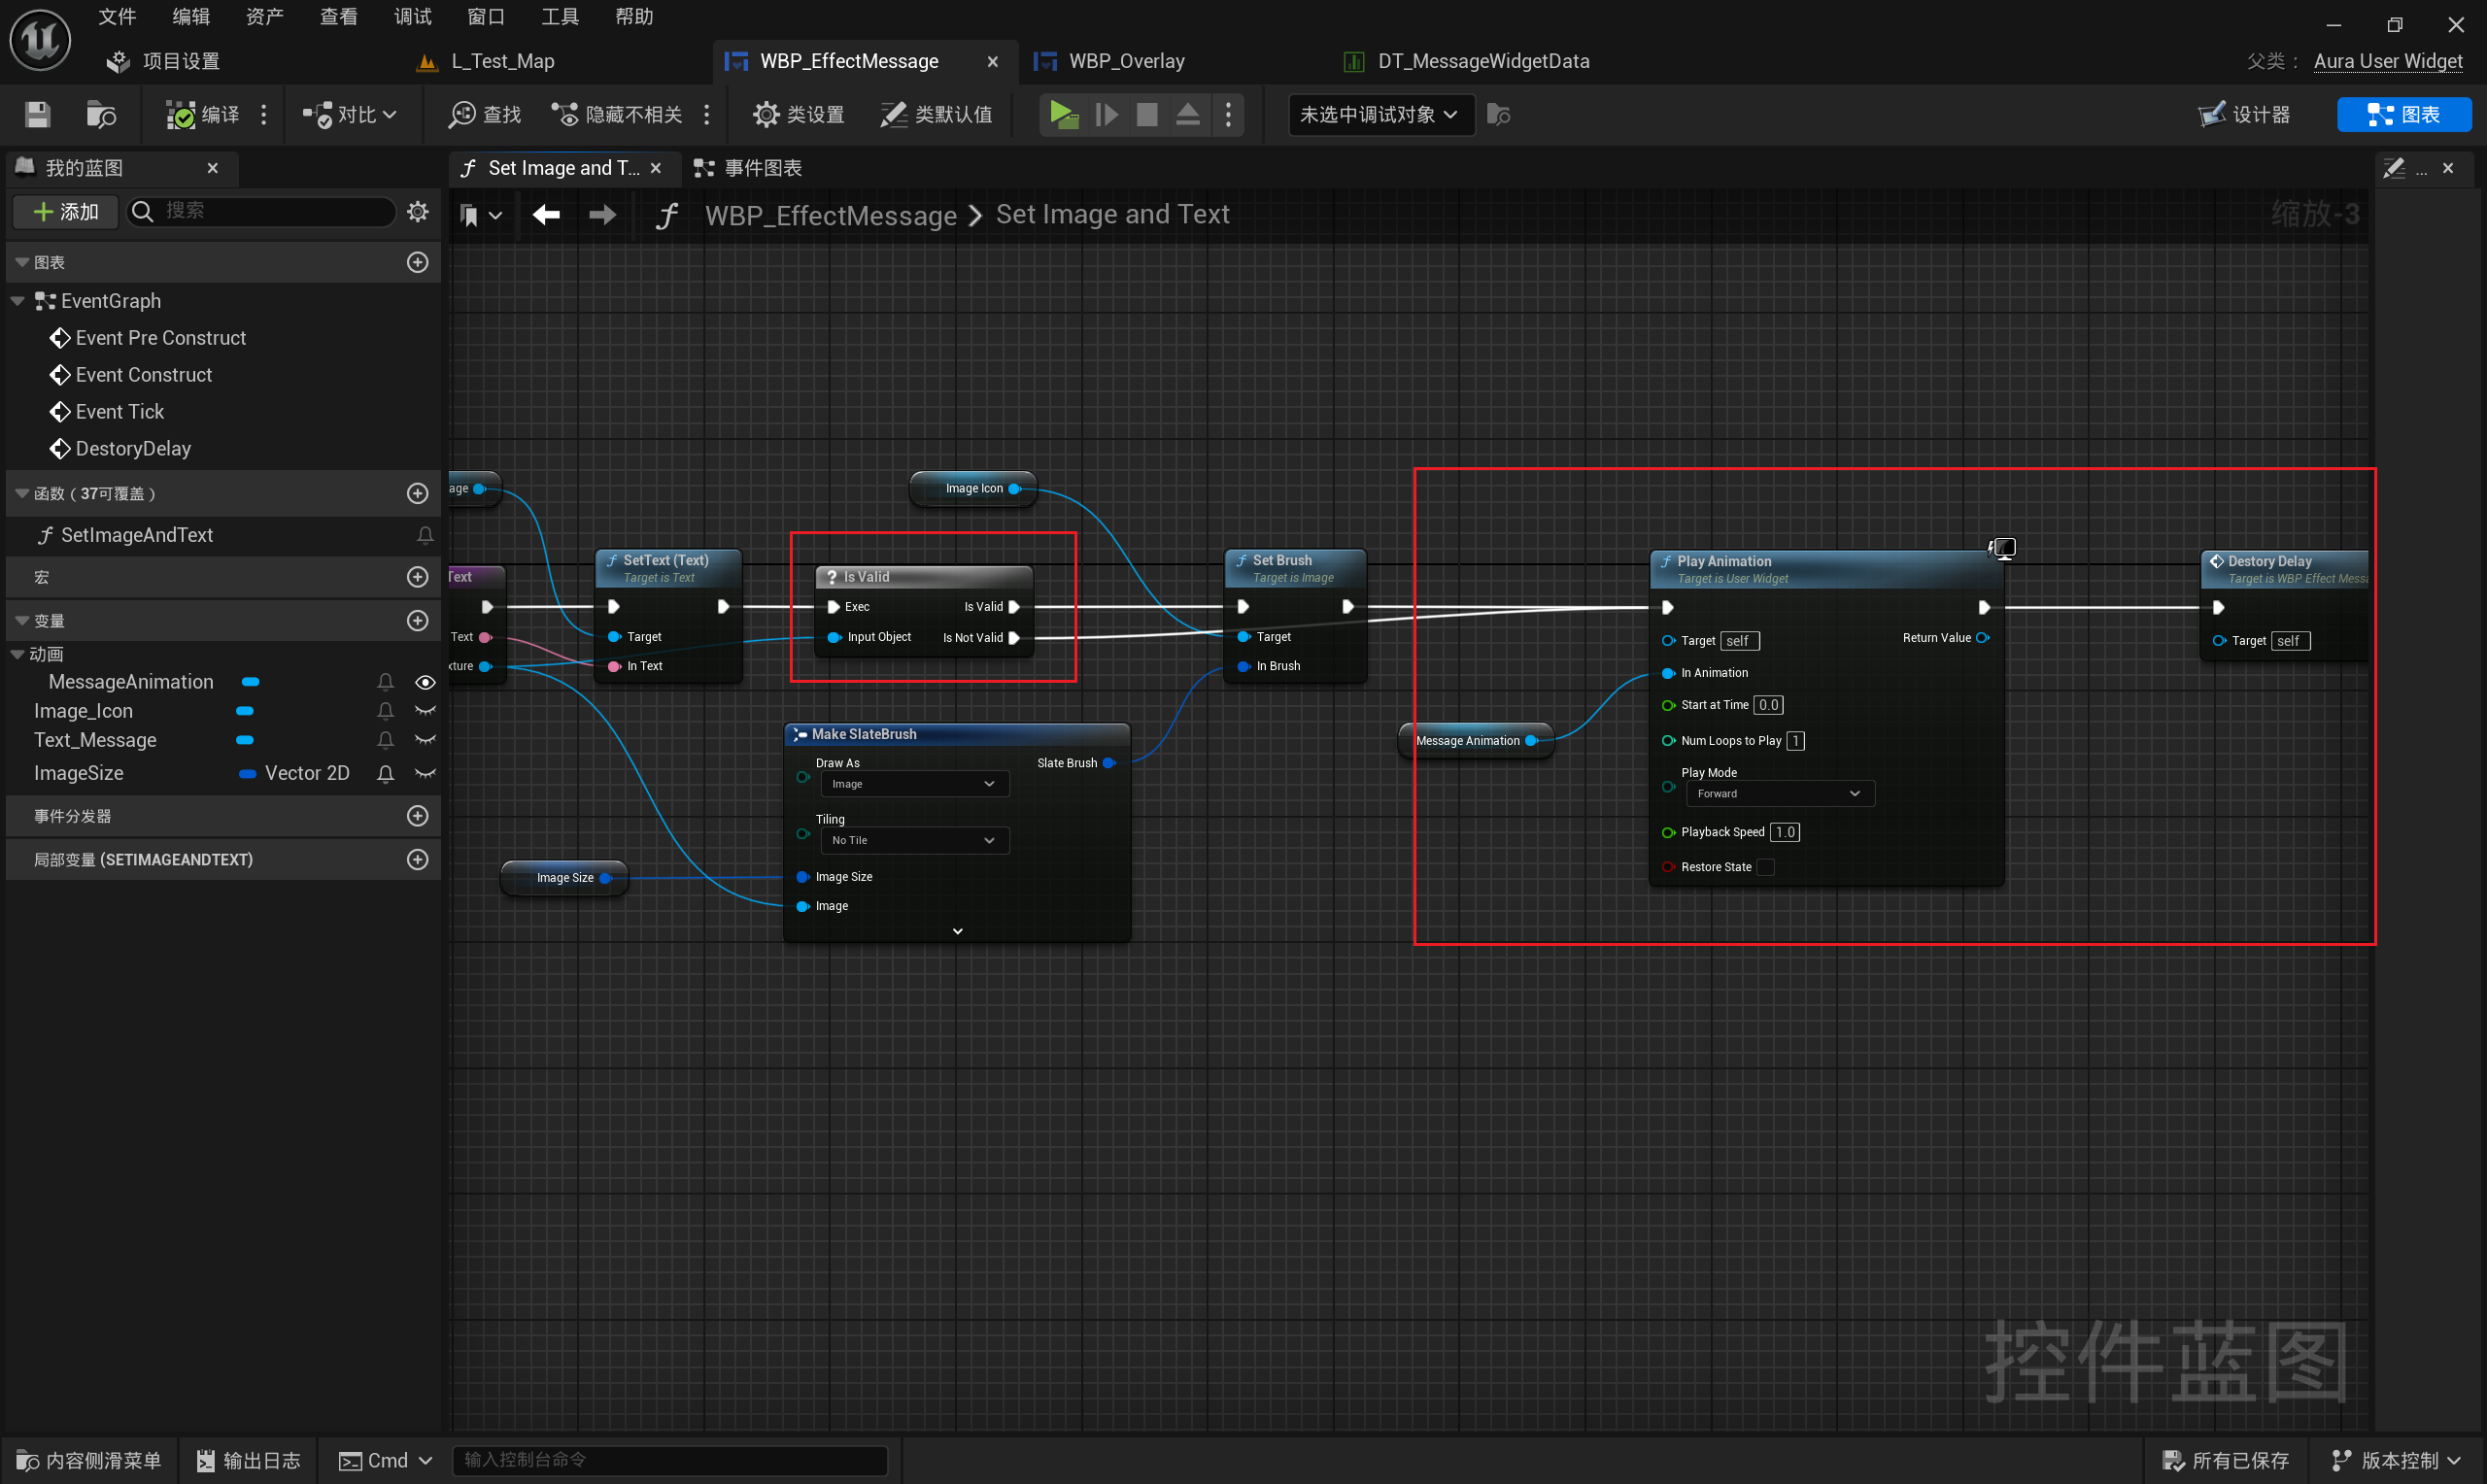 文件 编辑 资产 查看 调试 窗口 工具 帮助
项目设置 L_Test_Map WBP_EffectMessage WBP_Overlay DT_MessageWidgetData 父类： Aura User Widget
编译 对比 查找 隐藏不相关 类设置 类默认值 未选中调试对象 设计器 图表
我的蓝图 Set Image and T... 事件图表 ...
添加 搜索 WBP_EffectMessage Set Image and Text 缩放-3
图表
EventGraph
Event Pre Construct
Event Construct
Event Tick
DestoryDelay
函数（37可覆盖）
SetImageAndText
宏
变量
动画
MessageAnimation
Image_Icon
Text_Message
ImageSize Vector 2D
事件分发器
局部变量 (SETIMAGEANDTEXT)
age
Text
Text
xture
SetText (Text)
Target is Text
Target
In Text
Is Valid
Exec Is Valid
Input Object Is Not Valid
Image Icon
Set Brush
Target is Image
Target
In Brush
Make SlateBrush
Draw As Slate Brush
Image
Tiling
No Tile
Image Size
Image
Image Size
Message Animation
Play Animation
Target is User Widget
Target self Return Value
In Animation
Start at Time 0.0
Num Loops to Play 1
Play Mode
Forward
Playback Speed 1.0
Restore State
Destory Delay
Target is WBP Effect Messa
Target self
控件蓝图
内容侧滑菜单 输出日志 Cmd 输入控制台命令 所有已保存 版本控制